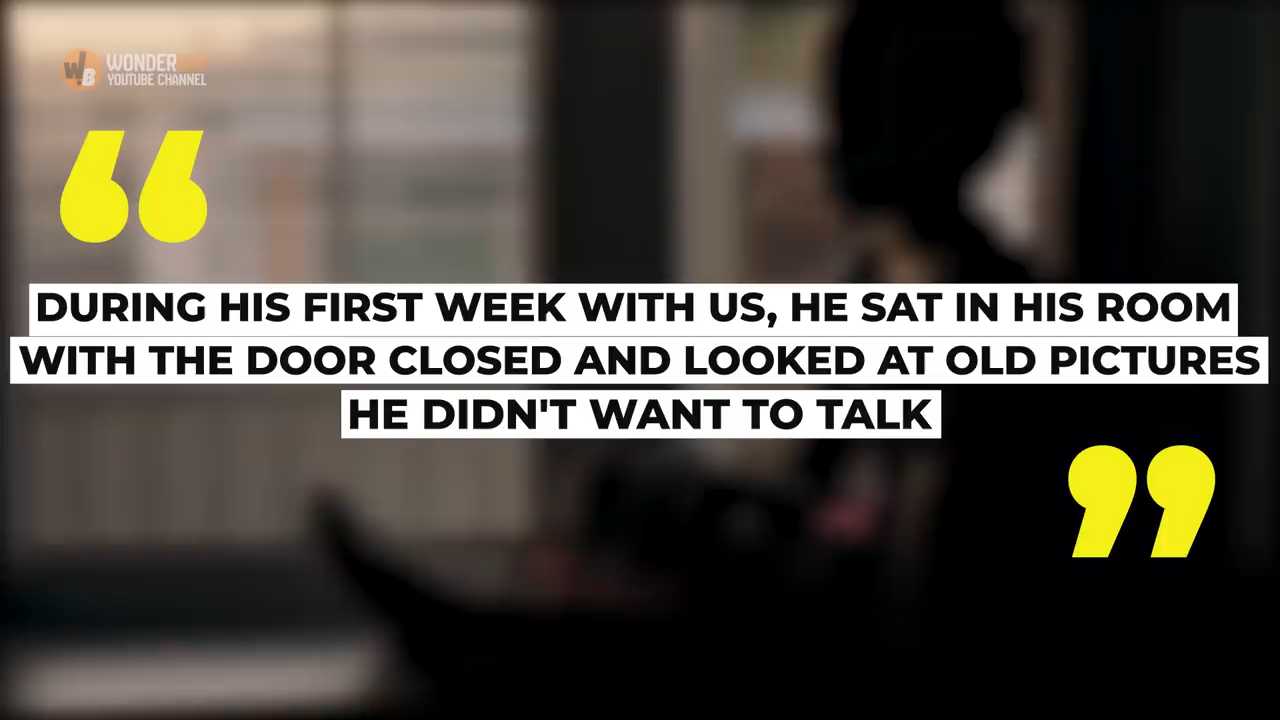 WONDER
YOUTUBE CHANNEL
“
DURING HIS FIRST WEEK WITH US, HE SAT IN HIS ROOM
WITH THE DOOR CLOSED AND LOOKED AT OLD PICTURES
HE DIDN'T WANT TO TALK
”